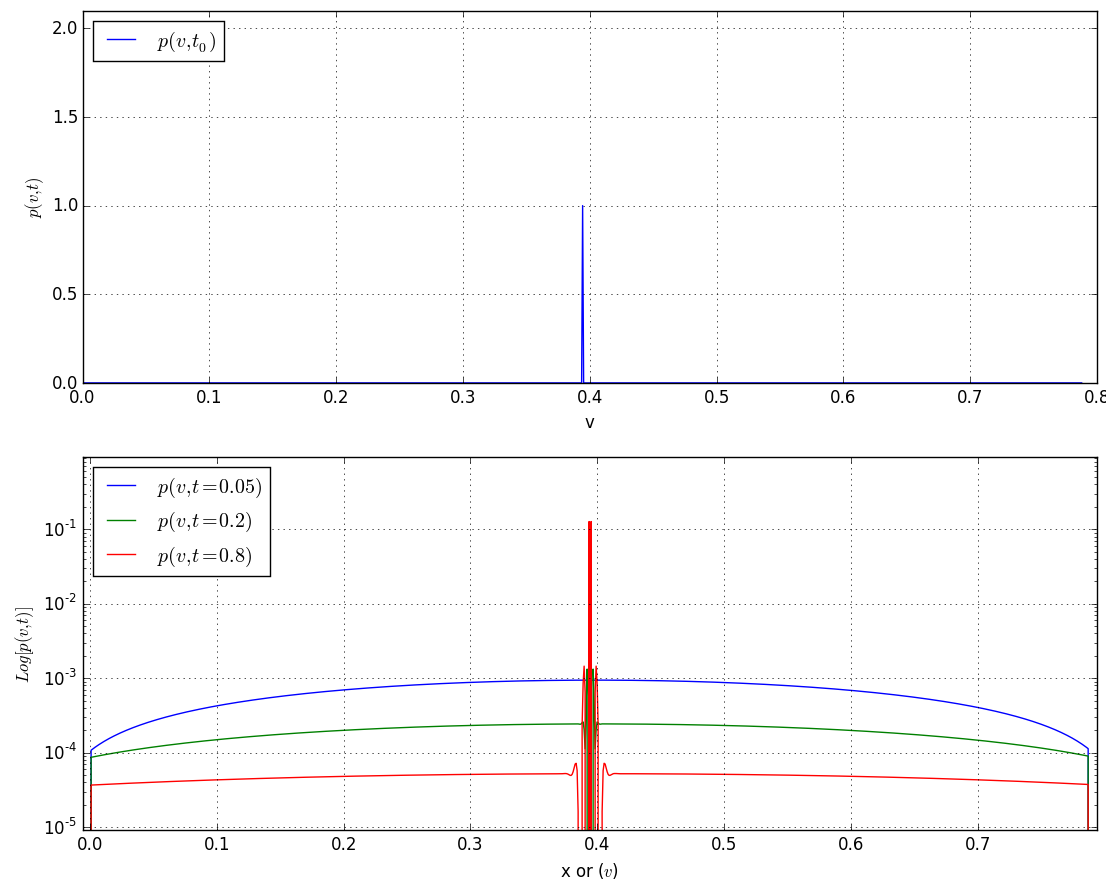 p(v,t₀)
p(v,t)
2.0
1.5
1.0
0.5
0.0
0.0 0.1 0.2 0.3 0.4 0.5 0.6 0.7 0.8
v
p(v,t=0.05)
p(v,t=0.2)
p(v,t=0.8)
Log[p(v,t)]
10⁻¹
10⁻²
10⁻³
10⁻⁴
10⁻⁵
0.0 0.1 0.2 0.3 0.4 0.5 0.6 0.7
x or (v)